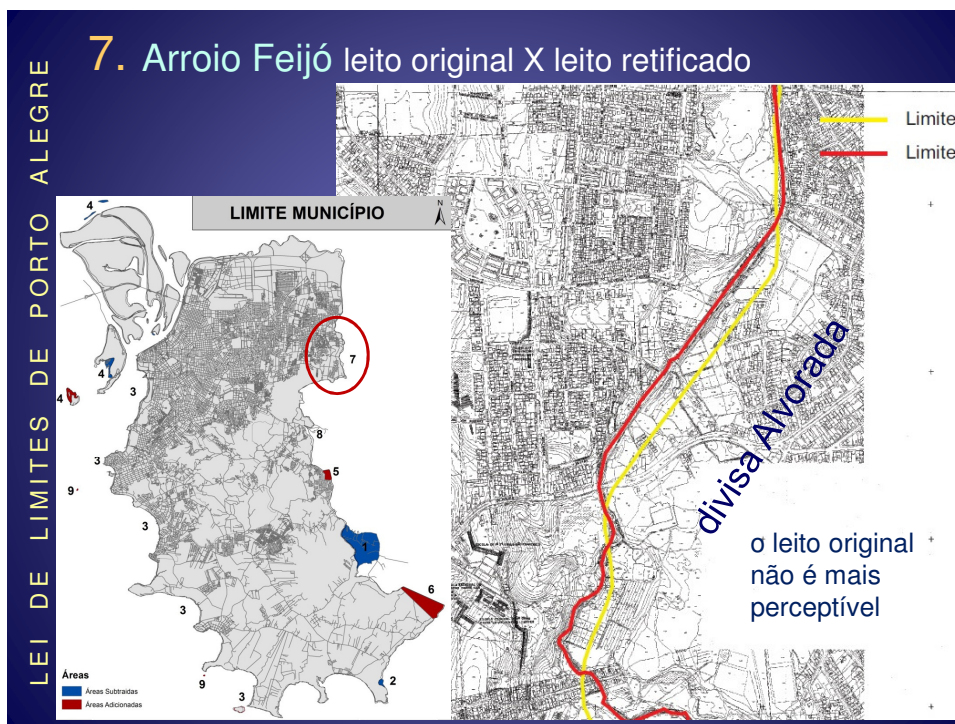 LEI DE LIMITES DE PORTO ALEGRE
7. Arroio Feijó leito original X leito retificado
Limite
Limite
LIMITE MUNICÍPIO
N
4
4
4
3
7
8
3
5
9
3
1
6
3
2
9
3
Áreas
Áreas Subtraidas
Áreas Adicionadas
divisa Alvorada
o leito original
não é mais
perceptível